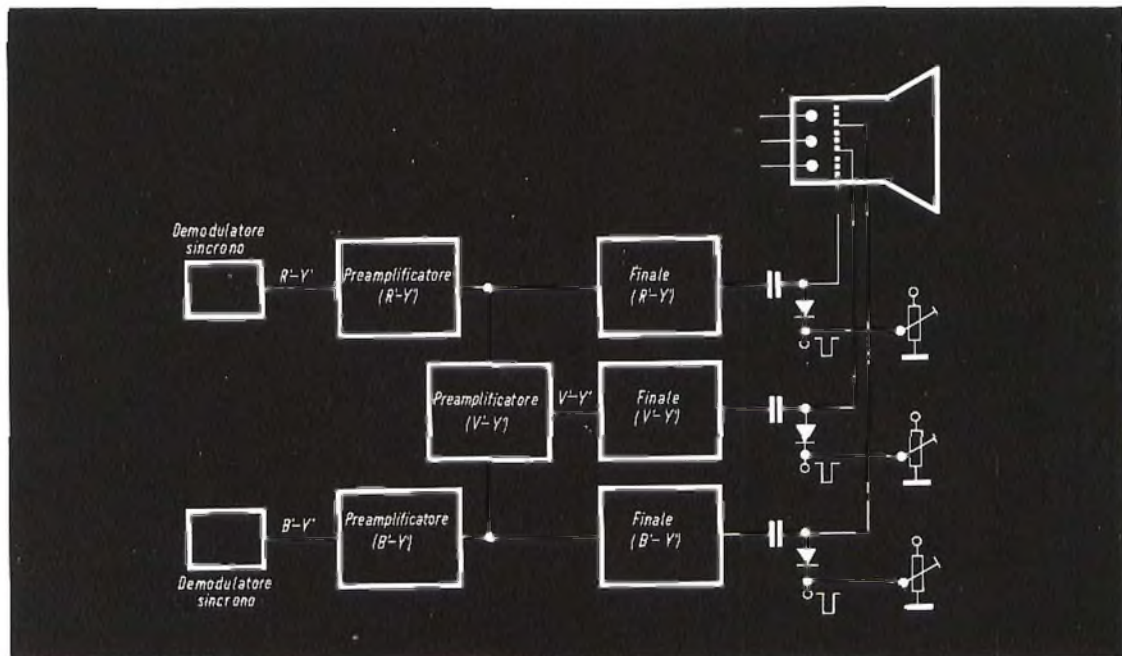 Demodulatore
sincrono
R'-Y'
Preamplificatore
(R'-Y')
Finale
(R'-Y')
Preamplificatore
(V'-Y')
V'-Y'
Finale
(V'-Y')
B'-Y'
Preamplificatore
(B'-Y')
Finale
(B'-Y')
Demodulatore
sincrono